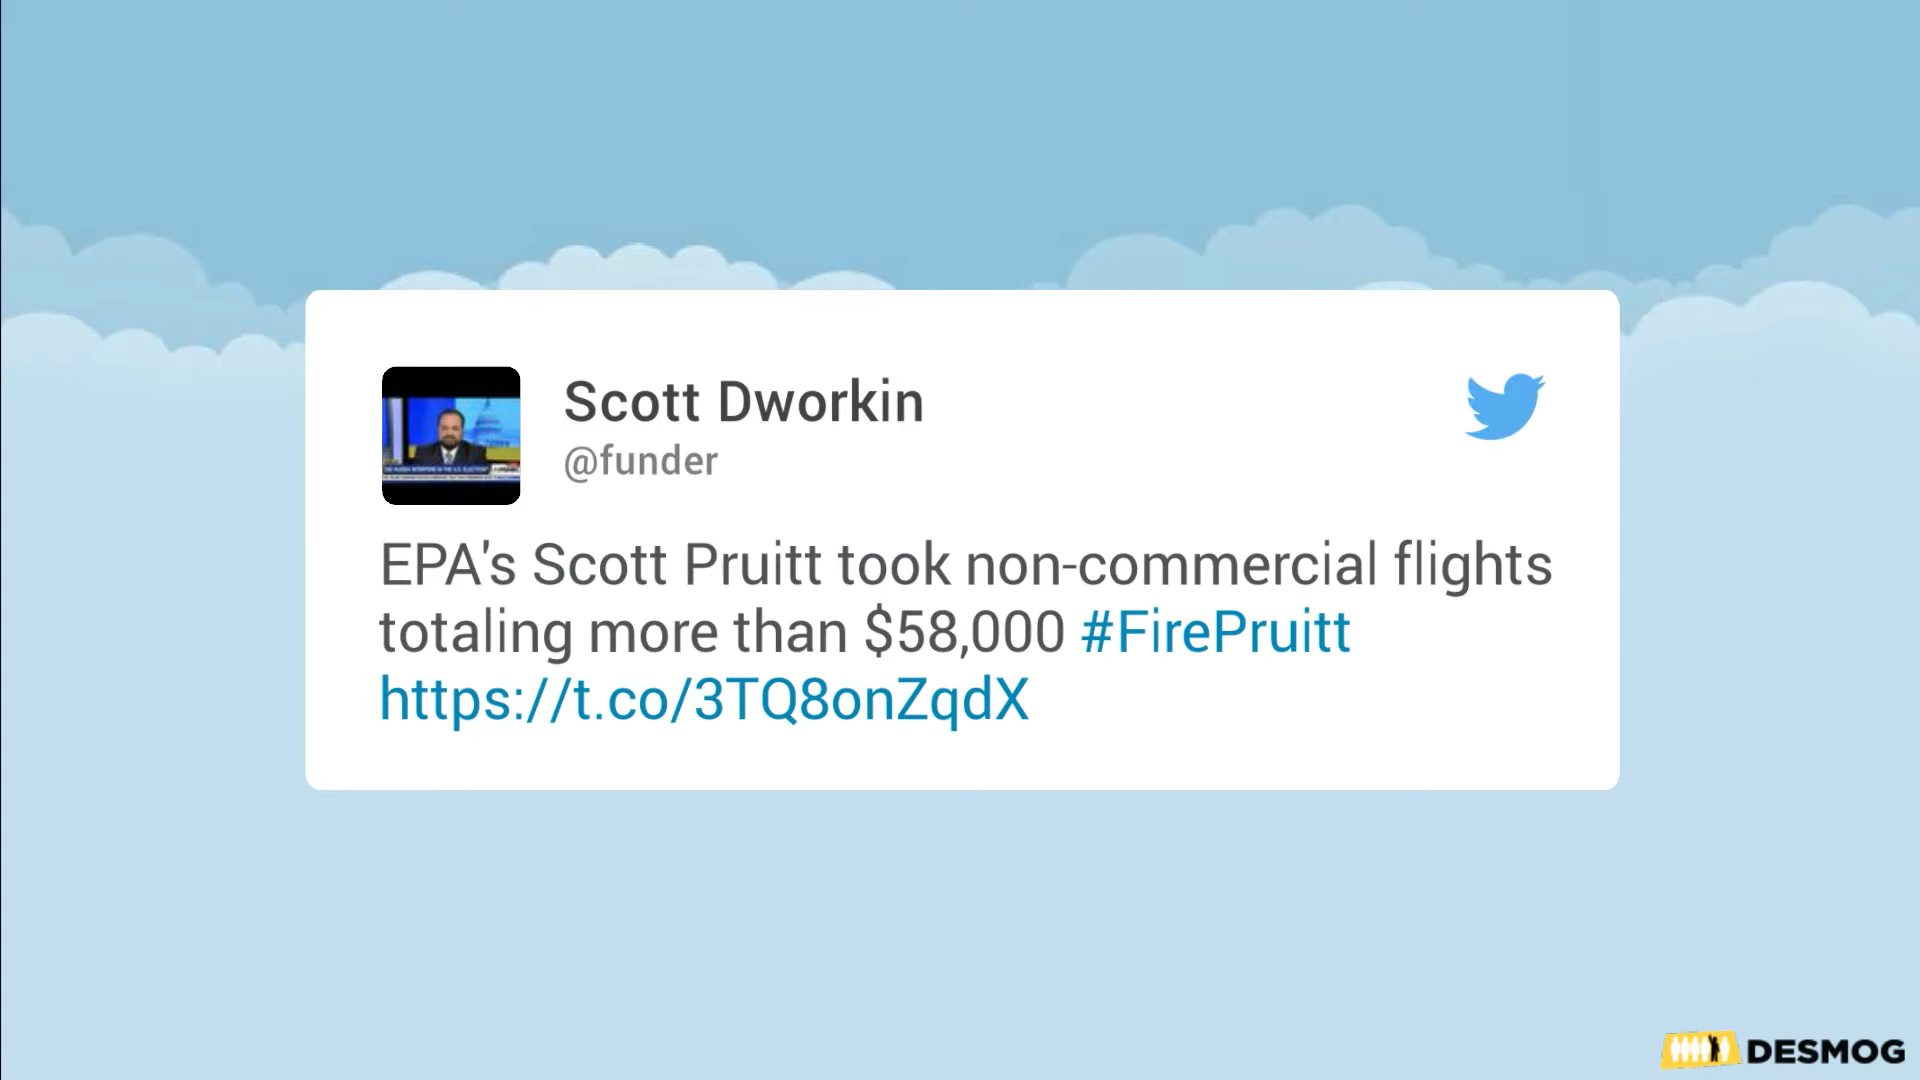 Scott Dworkin
@funder
EPA's Scott Pruitt took non-commercial flights
totaling more than $58,000 #FirePruitt
https://t.co/3TQ8onZqdX
DESMOG